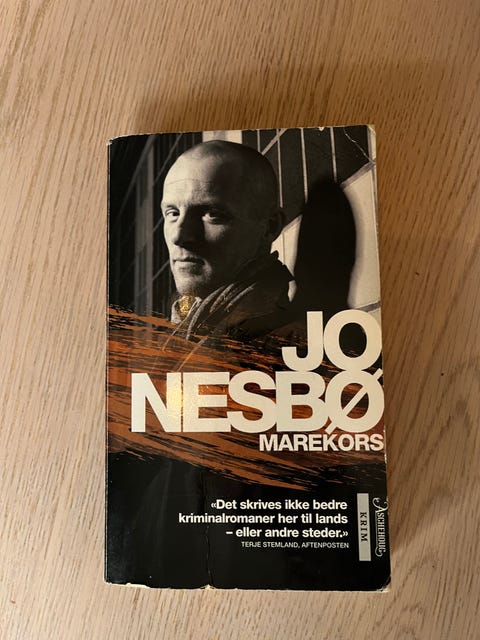 JO
NESBØ
MAREKORS
«Det skrives ikke bedre
kriminalromaner her til lands
– eller andre steder.»
TERJE STEMLAND, AFTENPOSTEN
KRIM
ASCHEHOUG